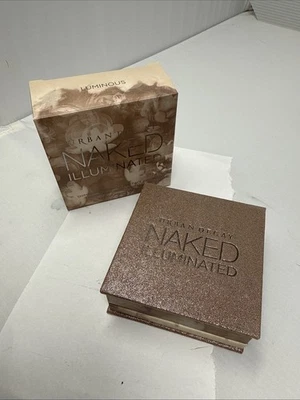 LUMINOUS
URBAN
NAKED
ILLUMINATED
URBAN DECAY
NAKED
ILLUMINATED